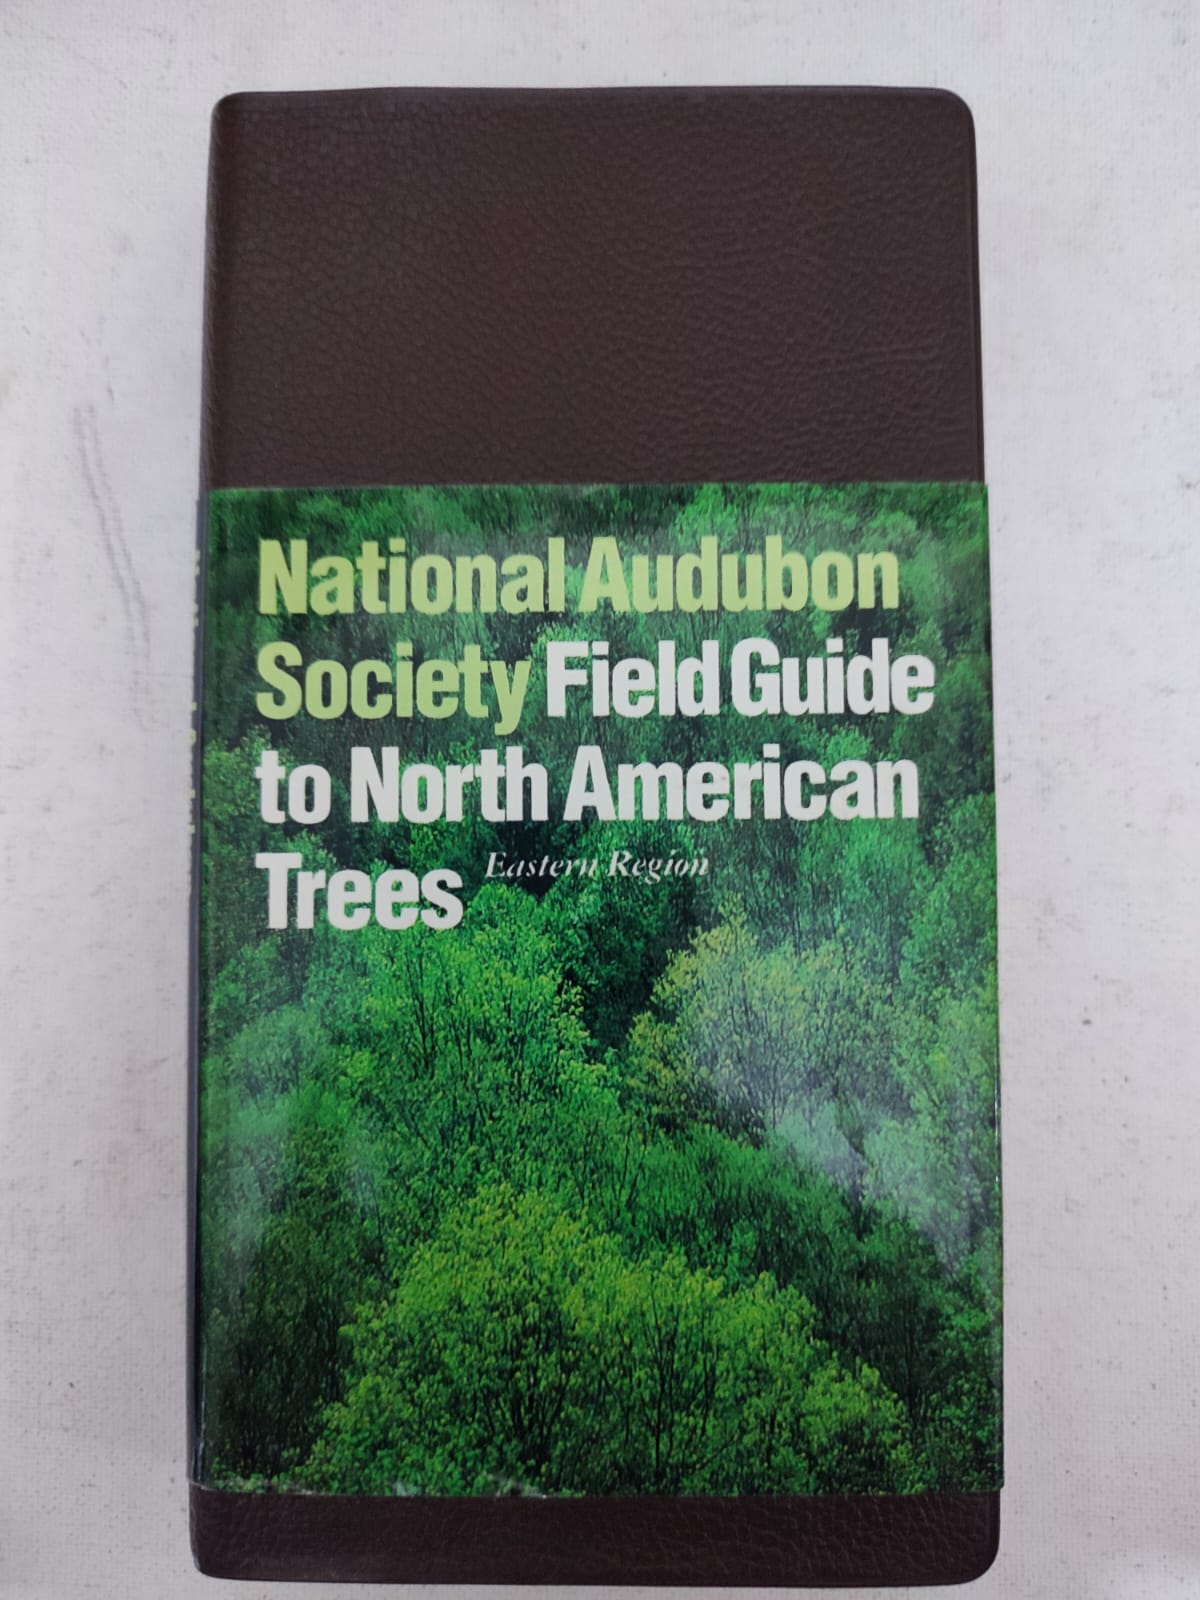 National Audubon
Society Field Guide
to North American
Trees Eastern Region